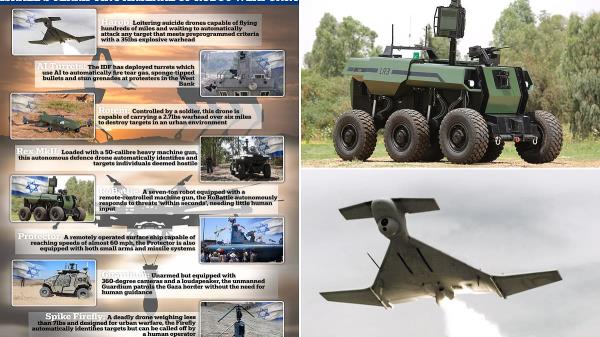 Harop: Loitering suicide drones capable of flying
hundreds of miles and waiting to automatically
attack any target that meets preprogrammed criteria
with a 35lbs explosive warhead
AI Turrets: The IDF has deployed turrets which
use AI to automatically fire tear gas, sponge-tipped
bullets and stun grenades at protesters in the West
Bank
Rotem: Controlled by a soldier, this drone is
capable of carrying a 2.7lbs warhead over six miles
to destroy targets in an urban environment
Rex MkII: Loaded with a 50-calibre heavy machine gun,
this autonomous defence drone automatically identifies and
targets individuals deemed hostile
RoBattle: A seven-ton robot equipped with a
remote-controlled machine gun, the RoBattle autonomously
responds to threats 'within seconds', needing little human
input
Protector: A remotely operated surface ship capable of
reaching speeds of almost 60 mph, the Protector is also
equipped with both small arms and missile systems
Guardium: Unarmed but equipped with
360-degree cameras and a loudspeaker, the unmanned
Guardium patrols the Gaza border without the need for
human guidance
Spike Firefly: A deadly drone weighing less
than 7lbs and designed for urban warfare, the Firefly
automatically identifies targets but can be called off by
a human operator
LR3